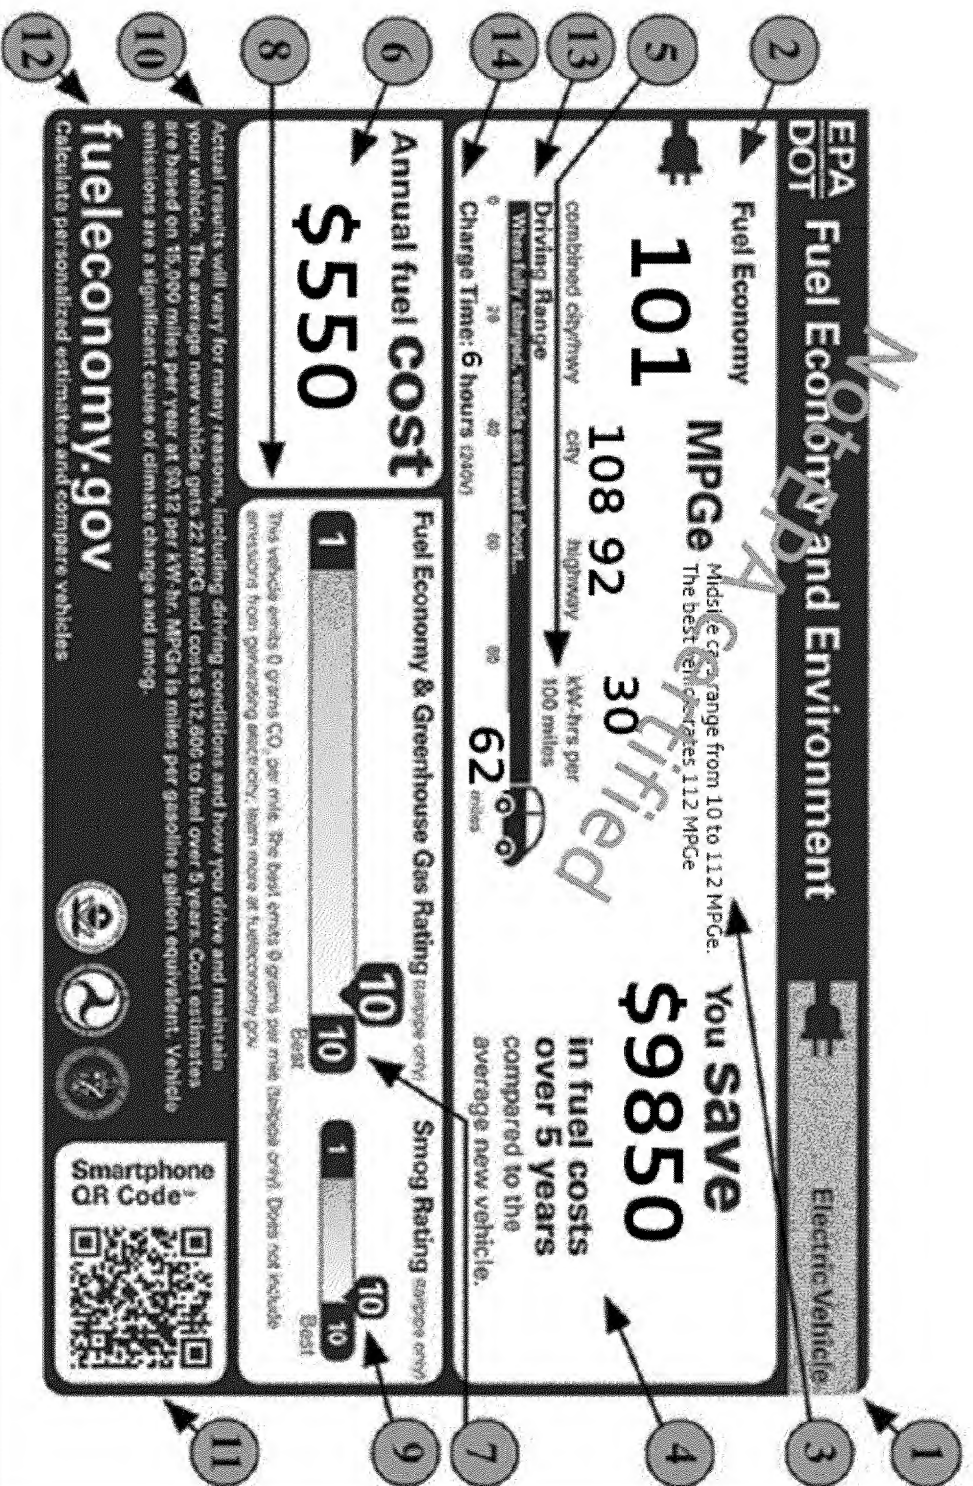 2
5
13
14
6
8
10
12
EPA
DOT
Fuel Economy and Environment
Electric Vehicle
Not EPA Certified
Fuel Economy
101
MPGe
Midsize cars range from 10 to 112 MPGe.
The best vehicle rates 112 MPGe
108 92
30
combined city/hwy
city
highway
kW-hrs per
100 miles
You Save
$9850
in fuel costs
over 5 years
compared to the
average new vehicle.
Driving Range
When fully charged, vehicle can travel about...
0 20 40 60 80
62 miles
Charge Time: 6 hours (240V)
Annual fuel cost
$550
Fuel Economy & Greenhouse Gas Rating (tailpipe only)
1
10
10
Best
Smog Rating (tailpipe only)
1
10
10
Best
This vehicle emits 0 grams CO2 per mile. The best emits 0 grams per mile (tailpipe only). Does not include
emissions from generating electricity; learn more at fueleconomy.gov.
Actual results will vary for many reasons, including driving conditions and how you drive and maintain
your vehicle. The average new vehicle gets 22 MPG and costs $12,600 to fuel over 5 years. Cost estimates
are based on 15,000 miles per year at $0.12 per kW-hr. MPGe is miles per gasoline gallon equivalent. Vehicle
emissions are a significant cause of climate change and smog.
fueleconomy.gov
Calculate personalized estimates and compare vehicles
Smartphone
QR Code™
1
3
4
7
9
11